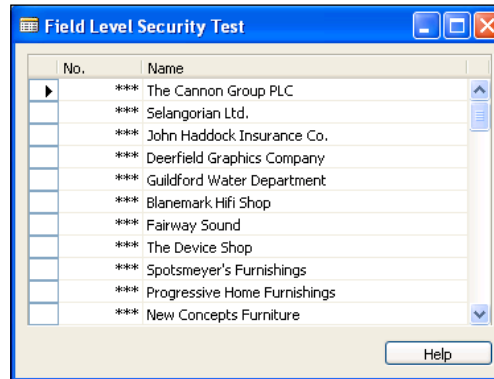 Field Level Security Test
No. Name
*** The Cannon Group PLC
*** Selangorian Ltd.
*** John Haddock Insurance Co.
*** Deerfield Graphics Company
*** Guildford Water Department
*** Blanemark Hifi Shop
*** Fairway Sound
*** The Device Shop
*** Spotsmeyer's Furnishings
*** Progressive Home Furnishings
*** New Concepts Furniture
Help